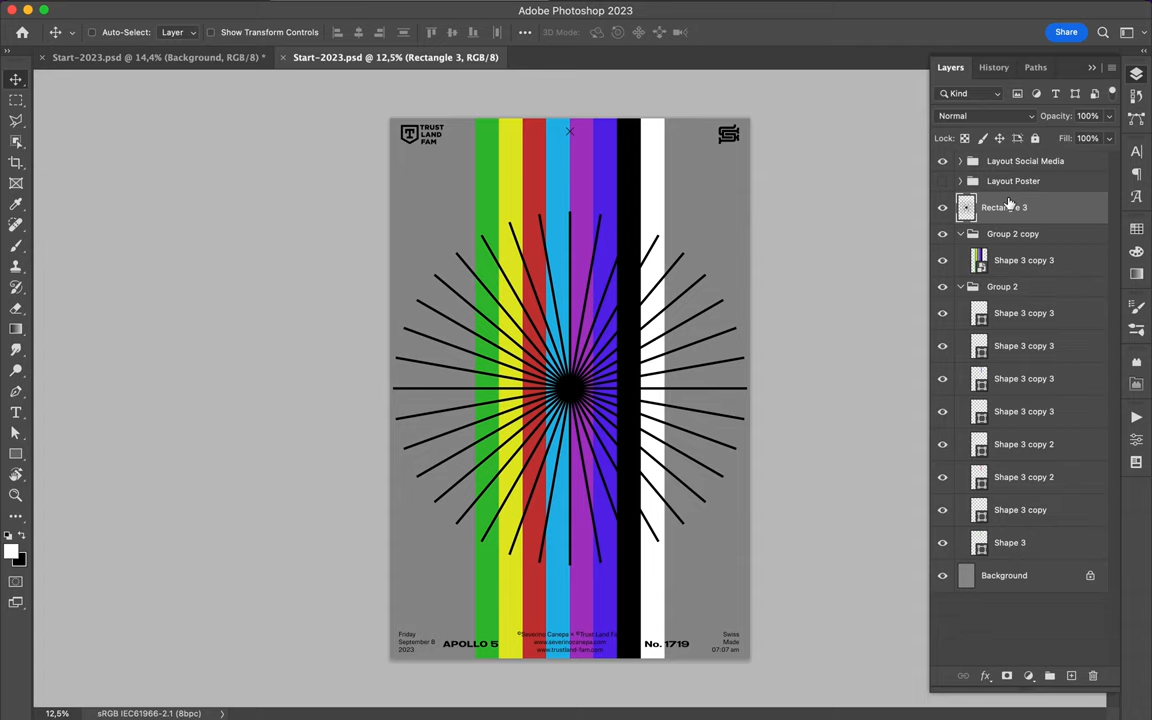 Adobe Photoshop 2023
Auto-Select: Layer Show Transform Controls 3D Mode: Share
Start-2023.psd @ 14,4% (Background, RGB/8) * Start-2023.psd @ 12,5% (Rectangle 3, RGB/8)
Layers History Paths
Kind
Normal Opacity: 100%
Lock: Fill: 100%
Layout Social Media
Layout Poster
Rectangle 3
Group 2 copy
Shape 3 copy 3
Group 2
Shape 3 copy 3
Shape 3 copy 3
Shape 3 copy 3
Shape 3 copy 3
Shape 3 copy 2
Shape 3 copy 2
Shape 3 copy
Shape 3
Background
TRUST
LAND
FAM
Friday
September 8
2023
APOLLO 5
©Severino Canepa × ©Trust Land Fa
www.severinocanepa.com
www.trustland-fam.com
No. 1719
Swiss
Made
07:07 am
12,5% sRGB IEC61966-2.1 (8bpc)